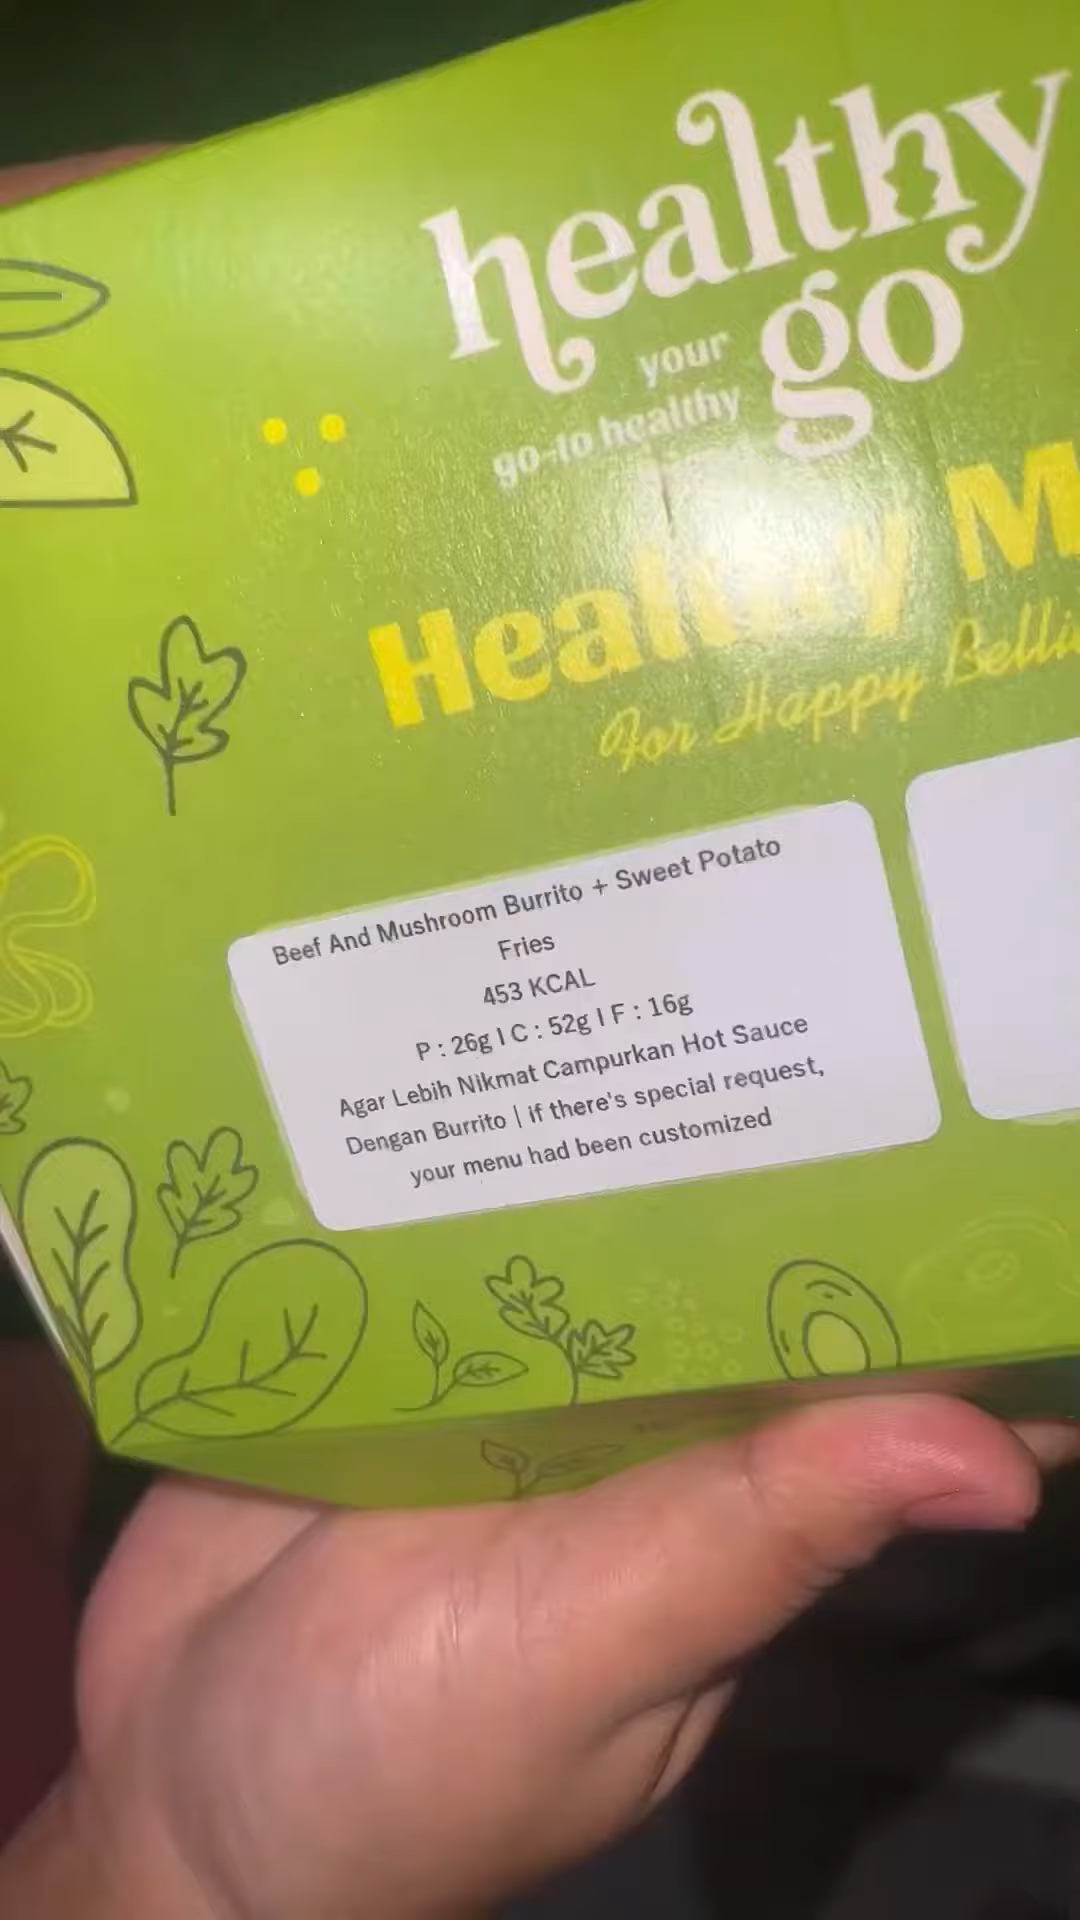 healthy
go
your
go-to healthy
Healthy
For Happy
Beef And Mushroom Burrito + Sweet Potato
Fries
453 KCAL
P : 26g I C : 52g I F : 16g
Agar Lebih Nikmat Campurkan Hot Sauce
Dengan Burrito | if there's special request,
your menu had been customized